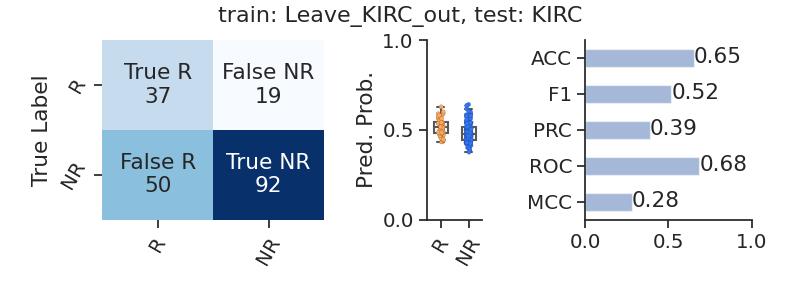 train: Leave_KIRC_out, test: KIRC
True Label
R
NR
True R
37
False NR
19
False R
50
True NR
92
R
NR
Pred. Prob.
1.0
0.5
0.0
R
NR
ACC
F1
PRC
ROC
MCC
0.65
0.52
0.39
0.68
0.28
0.0
0.5
1.0